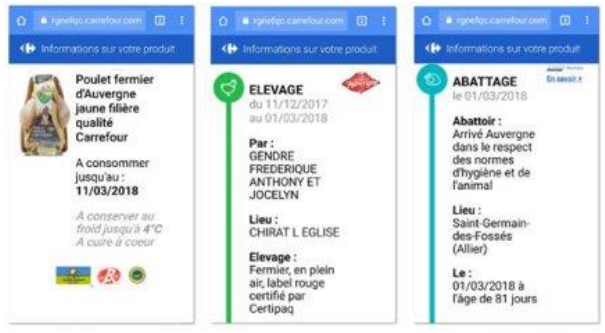 rgnefqc.carrefour.com
Informations sur votre produit
Poulet fermier
d'Auvergne
jaune filière
qualité
Carrefour
A consommer
jusqu'au :
11/03/2018
A conserver au
froid jusqu'à 4°C
A cuire à coeur
rgnefqc.carrefour.com
Informations sur votre produit
ELEVAGE
du 11/12/2017
au 01/03/2018
Auvergne
Par :
GENDRE
FREDERIQUE
ANTHONY ET
JOCELYN
Lieu :
CHIRAT L EGLISE
Elevage :
Fermier, en plein
air, label rouge
certifié par
Certipaq
rgnefqc.carrefour.com
Informations sur votre produit
ABATTAGE
le 01/03/2018
En savoir +
Abattoir :
Arrivé Auvergne
dans le respect
des normes
d'hygiène et de
l'animal
Lieu :
Saint-Germain-
des-Fossés
(Allier)
Le :
01/03/2018 à
l'âge de 81 jours